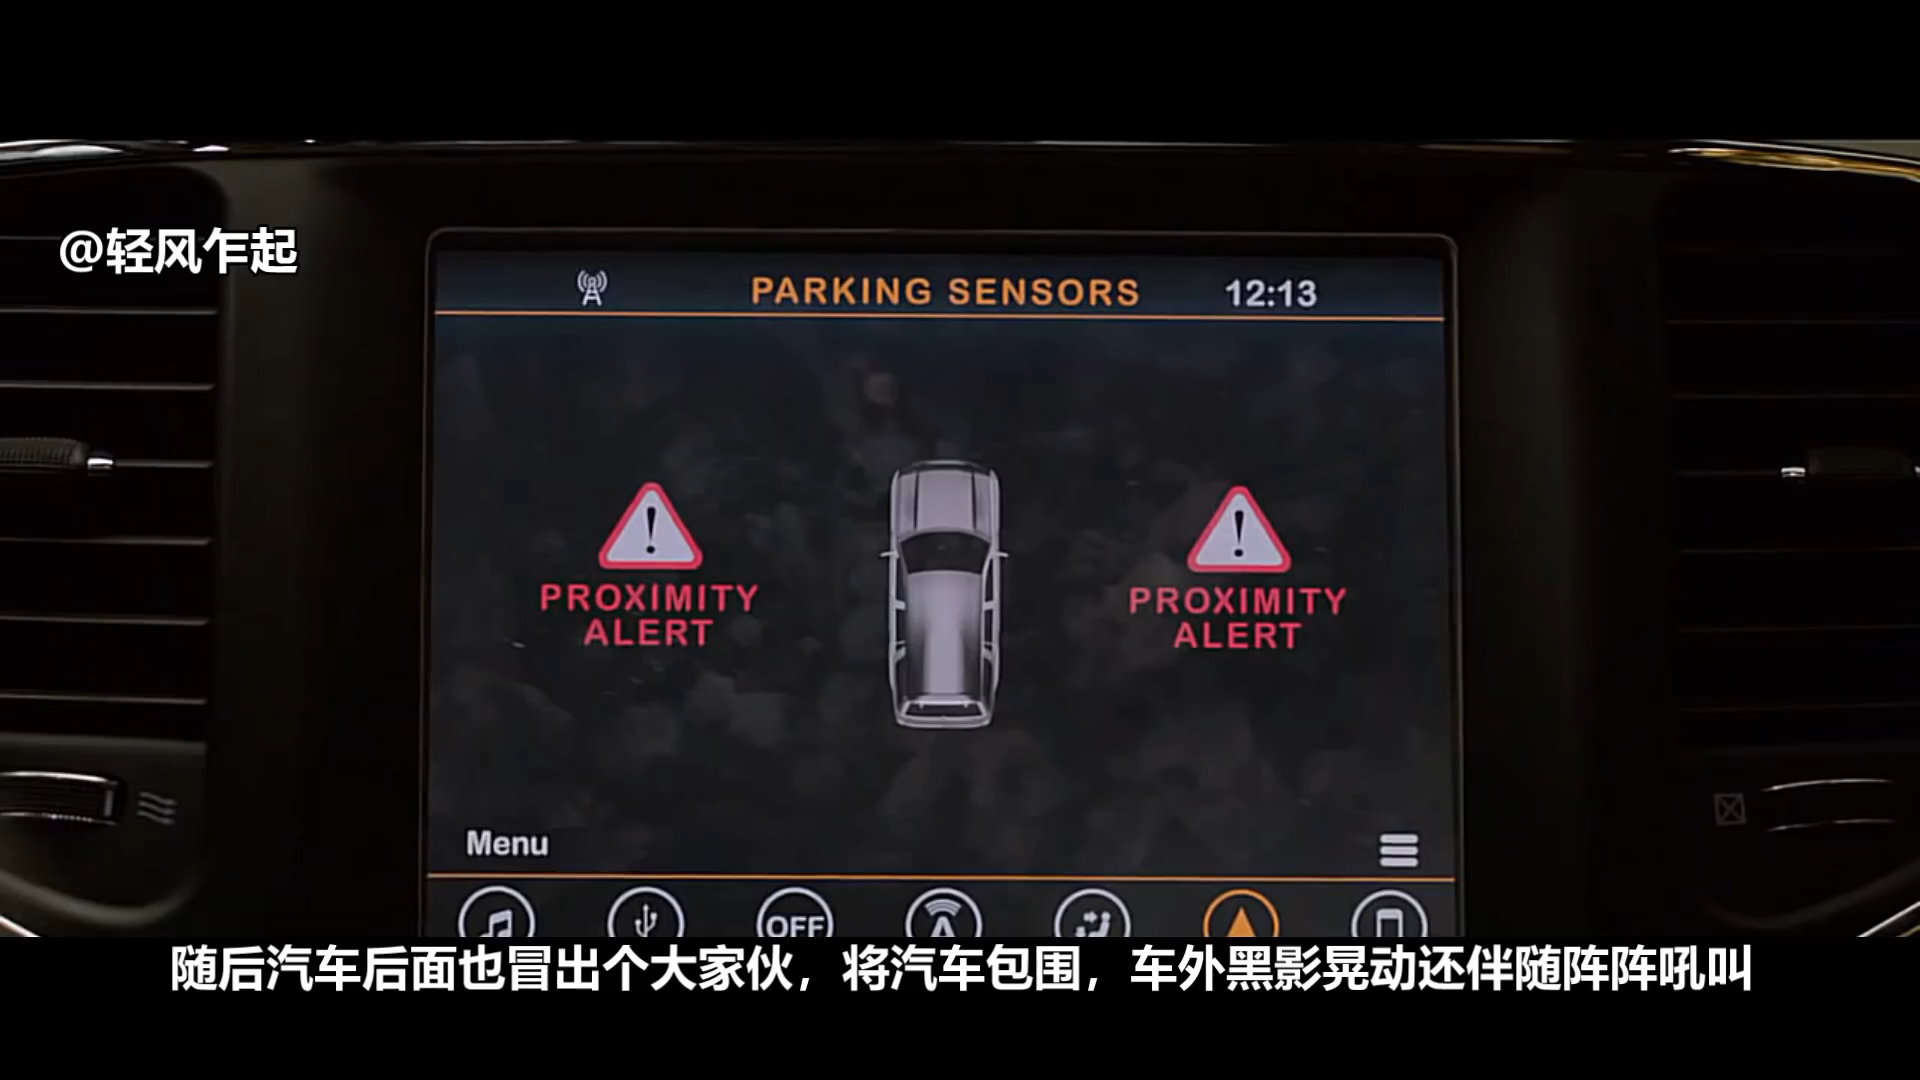 @轻风乍起
PARKING SENSORS
12:13
PROXIMITY
ALERT
PROXIMITY
ALERT
Menu
OFF
随后汽车后面也冒出个大家伙，将汽车包围，车外黑影晃动还伴随阵阵吼叫